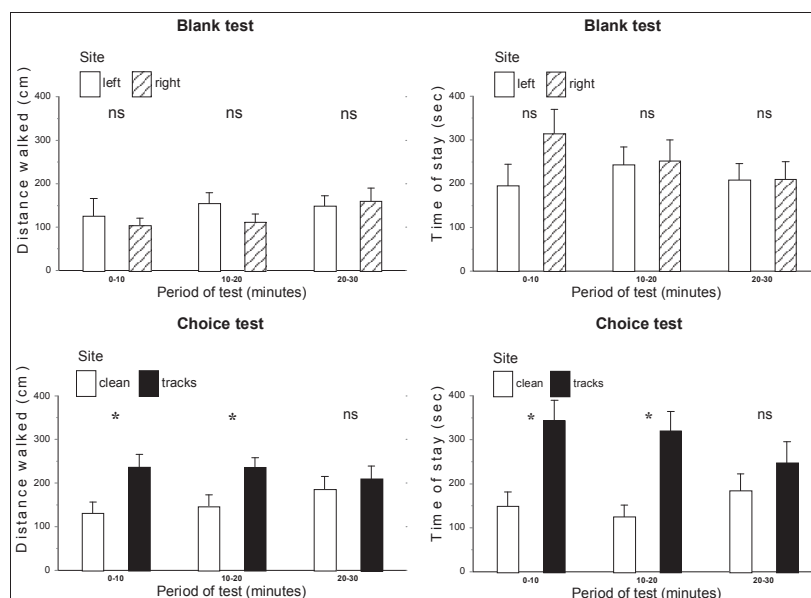 Blank test
Site
left right
Distance walked (cm)
400
300
200
100
0
ns ns ns
0-10 10-20 20-30
Period of test (minutes)
Blank test
Site
left right
Time of stay (sec)
400
300
200
100
0
ns ns ns
0-10 10-20 20-30
Period of test (minutes)
Choice test
Site
clean tracks
Distance walked (cm)
400
300
200
100
0
* * ns
0-10 10-20 20-30
Period of test (minutes)
Choice test
Site
clean tracks
Time of stay (sec)
400
300
200
100
0
* * ns
0-10 10-20 20-30
Period of test (minutes)